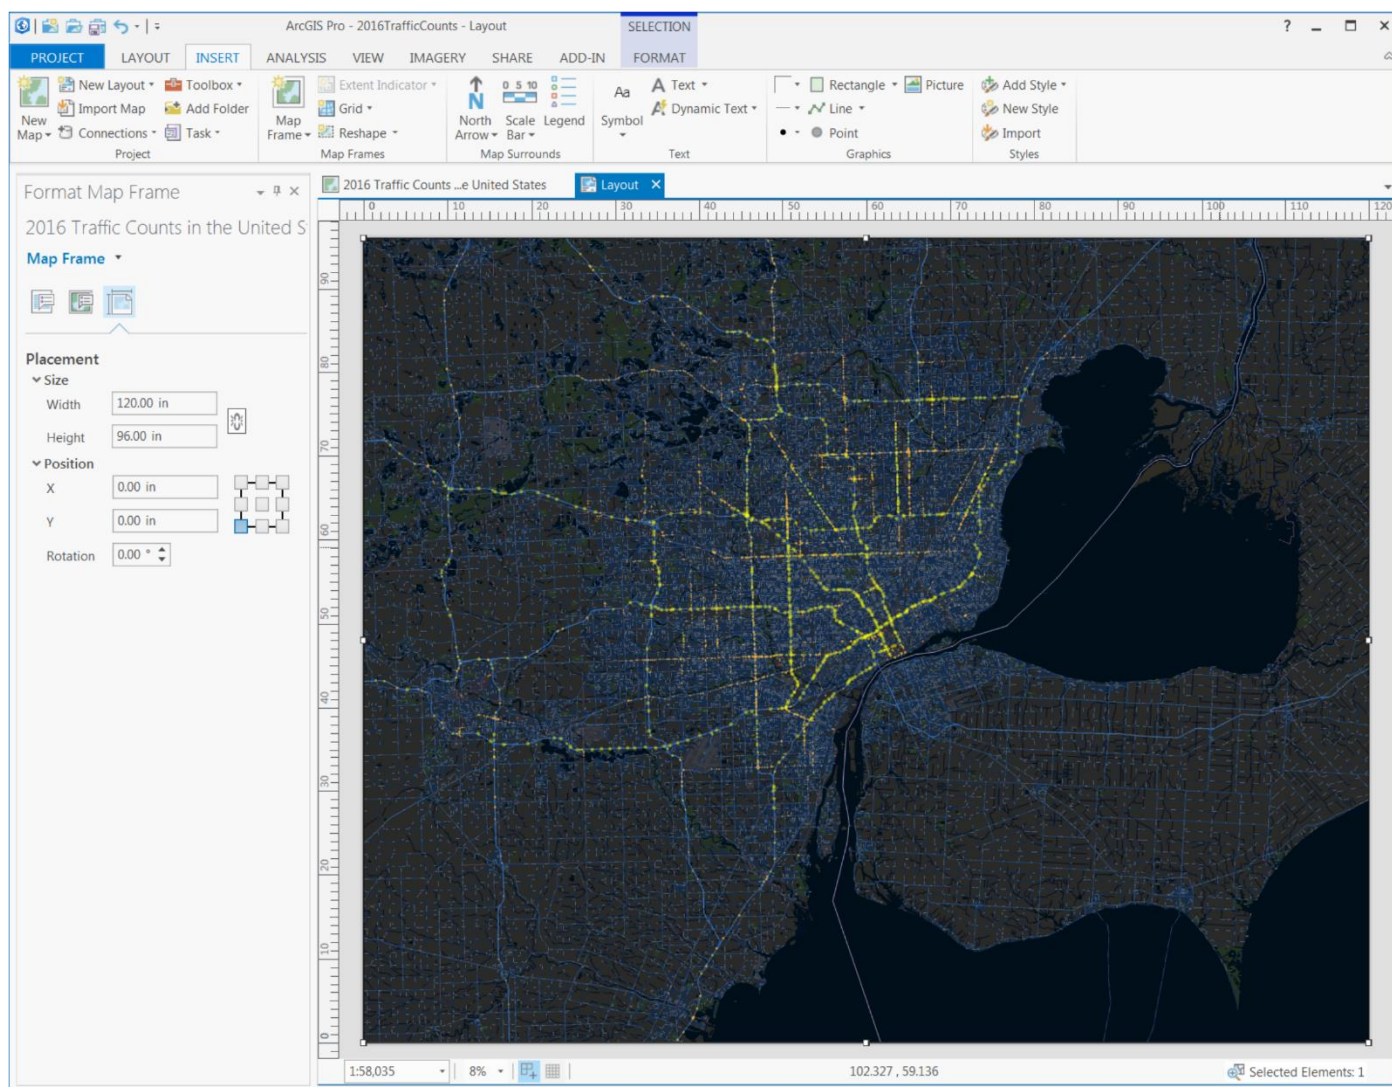 ArcGIS Pro - 2016TrafficCounts - Layout
SELECTION
?
PROJECT LAYOUT INSERT ANALYSIS VIEW IMAGERY SHARE ADD-IN FORMAT
New Layout Toolbox Extent Indicator 0 5 10 Aa A Text Rectangle Picture Add Style
Import Map Add Folder Grid N Dynamic Text Line New Style
New Map Connections Task Map Frame Reshape North Arrow Scale Bar Legend Symbol Point Import
Project Map Frames Map Surrounds Text Graphics Styles
Format Map Frame
2016 Traffic Counts ...e United States Layout
0 10 20 30 40 50 60 70 80 90 100 110 120
2016 Traffic Counts in the United S
Map Frame
Placement
Size
Width 120.00 in
Height 96.00 in
Position
X 0.00 in
Y 0.00 in
Rotation 0.00 °
90
80
70
60
50
40
30
20
10
0
1:58,035 8% 102.327 , 59.136 Selected Elements: 1